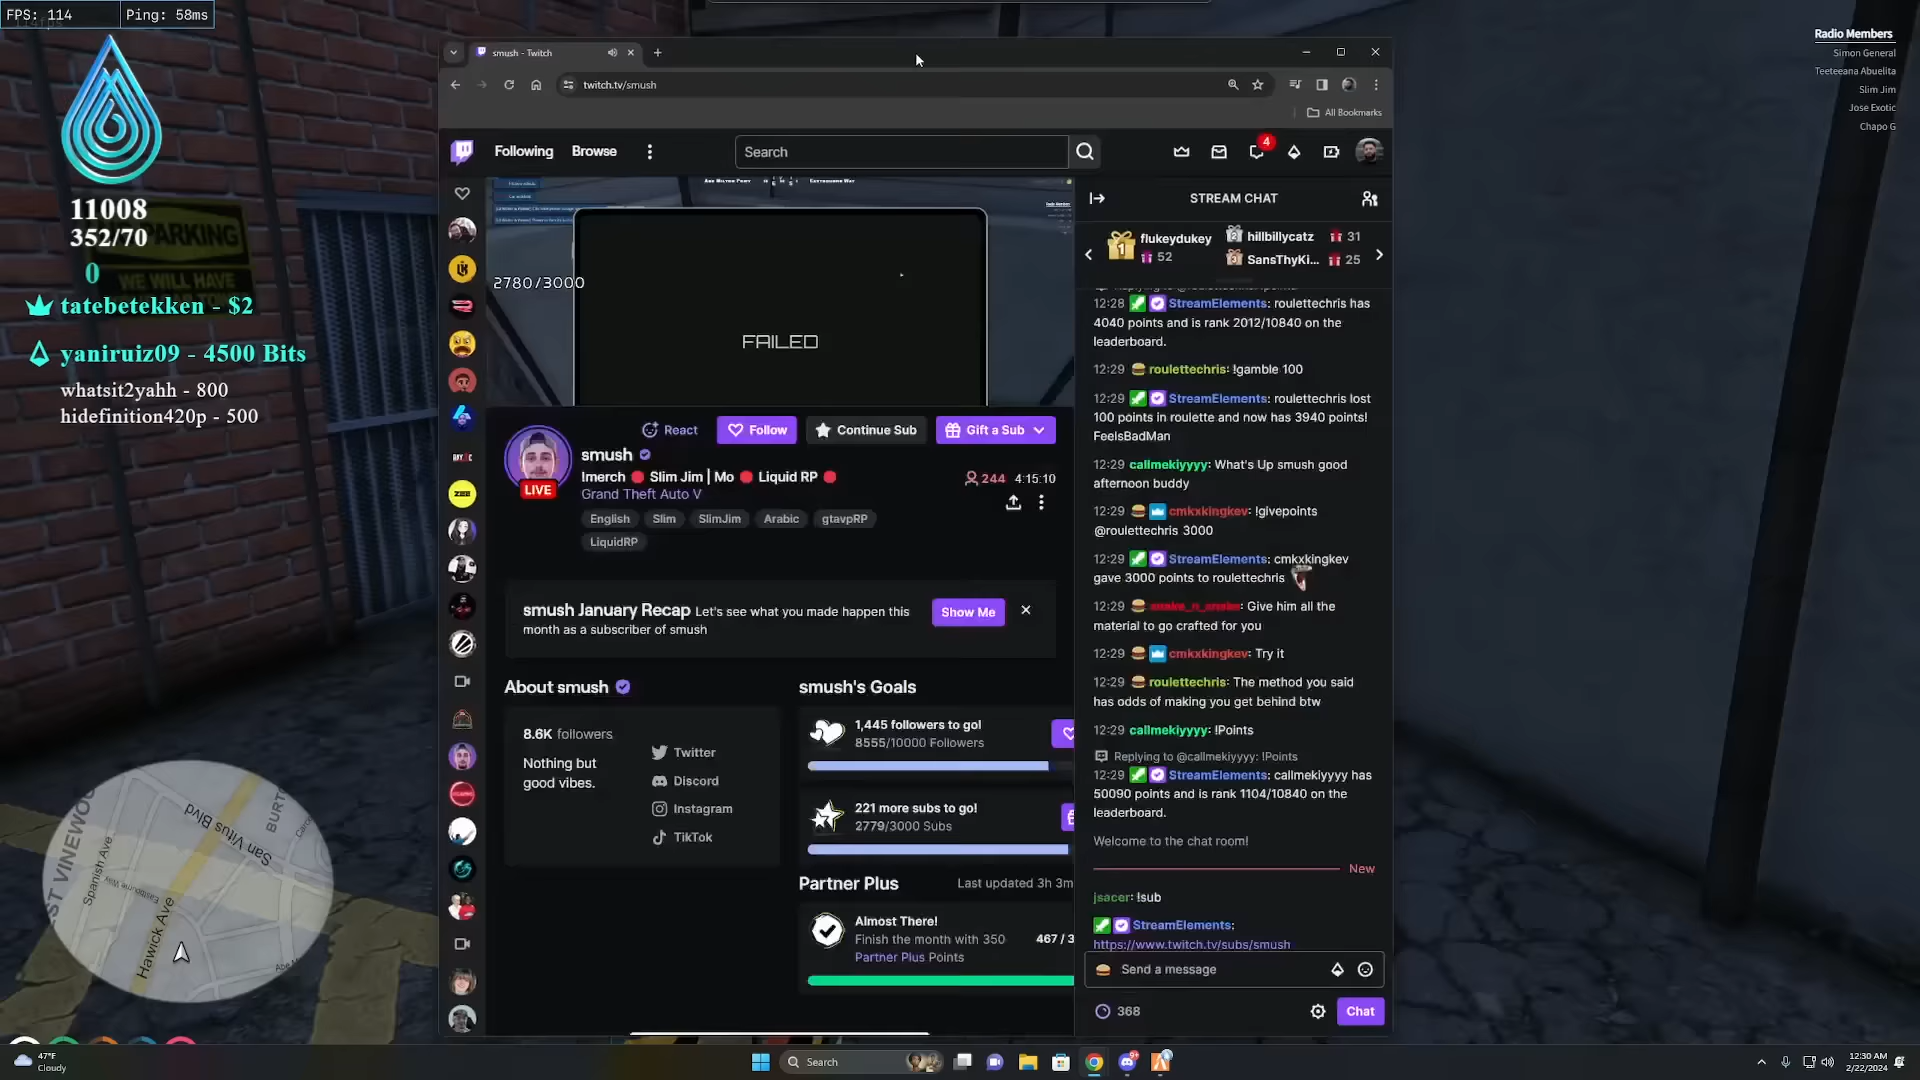 FPS: 114
Ping: 58ms
11008
352/70
0
tatebetekken - $2
yaniruiz09 - 4500 Bits
whatsit2yahh - 800
hidefinition420p - 500
PARKING
WE WILL HAVE
Radio Members
Simon General
Teeteeana Abuelita
Slim Jim
Jose Exotic
Chapo G
smush - Twitch
twitch.tv/smush
All Bookmarks
Following
Browse
Search
4
2780/3000
FAILED
React
Follow
Continue Sub
Gift a Sub
smush
LIVE
!merch 🔴 Slim Jim | Mo 🔴 Liquid RP 🔴
244
4:15:10
Grand Theft Auto V
English
Slim
SlimJim
Arabic
gtavpRP
LiquidRP
smush January Recap Let's see what you made happen this
month as a subscriber of smush
Show Me
About smush
8.6K followers
Nothing but
good vibes.
Twitter
Discord
Instagram
TikTok
smush's Goals
1,445 followers to go!
8555/10000 Followers
221 more subs to go!
2779/3000 Subs
Partner Plus
Last updated 3h 3m
Almost There!
Finish the month with 350
467 / 3
Partner Plus Points
STREAM CHAT
1
flukeydukey
52
hillbillycatz
31
SansThyKi...
25
12:28 StreamElements: roulettechris has
4040 points and is rank 2012/10840 on the
leaderboard.
12:29 roulettechris: !gamble 100
12:29 StreamElements: roulettechris lost
100 points in roulette and now has 3940 points!
FeelsBadMan
12:29 callmekiyyyy: What's Up smush good
afternoon buddy
12:29 cmkxkingkev: !givepoints
@roulettechris 3000
12:29 StreamElements: cmkxkingkev
gave 3000 points to roulettechris
12:29 : Give him all the
material to go crafted for you
12:29 cmkxkingkev: Try it
12:29 roulettechris: The method you said
has odds of making you get behind btw
12:29 callmekiyyyy: !Points
Replying to @callmekiyyyy: !Points
12:29 StreamElements: callmekiyyyy has
50090 points and is rank 1104/10840 on the
leaderboard.
Welcome to the chat room!
New
jsacer: !sub
StreamElements:
https://www.twitch.tv/subs/smush
Send a message
368
Chat
San Vitus Blvd
Spanish Ave
Eastbourne Way
Hawick Ave
47°F
Cloudy
Search
12:30 AM
2/22/2024